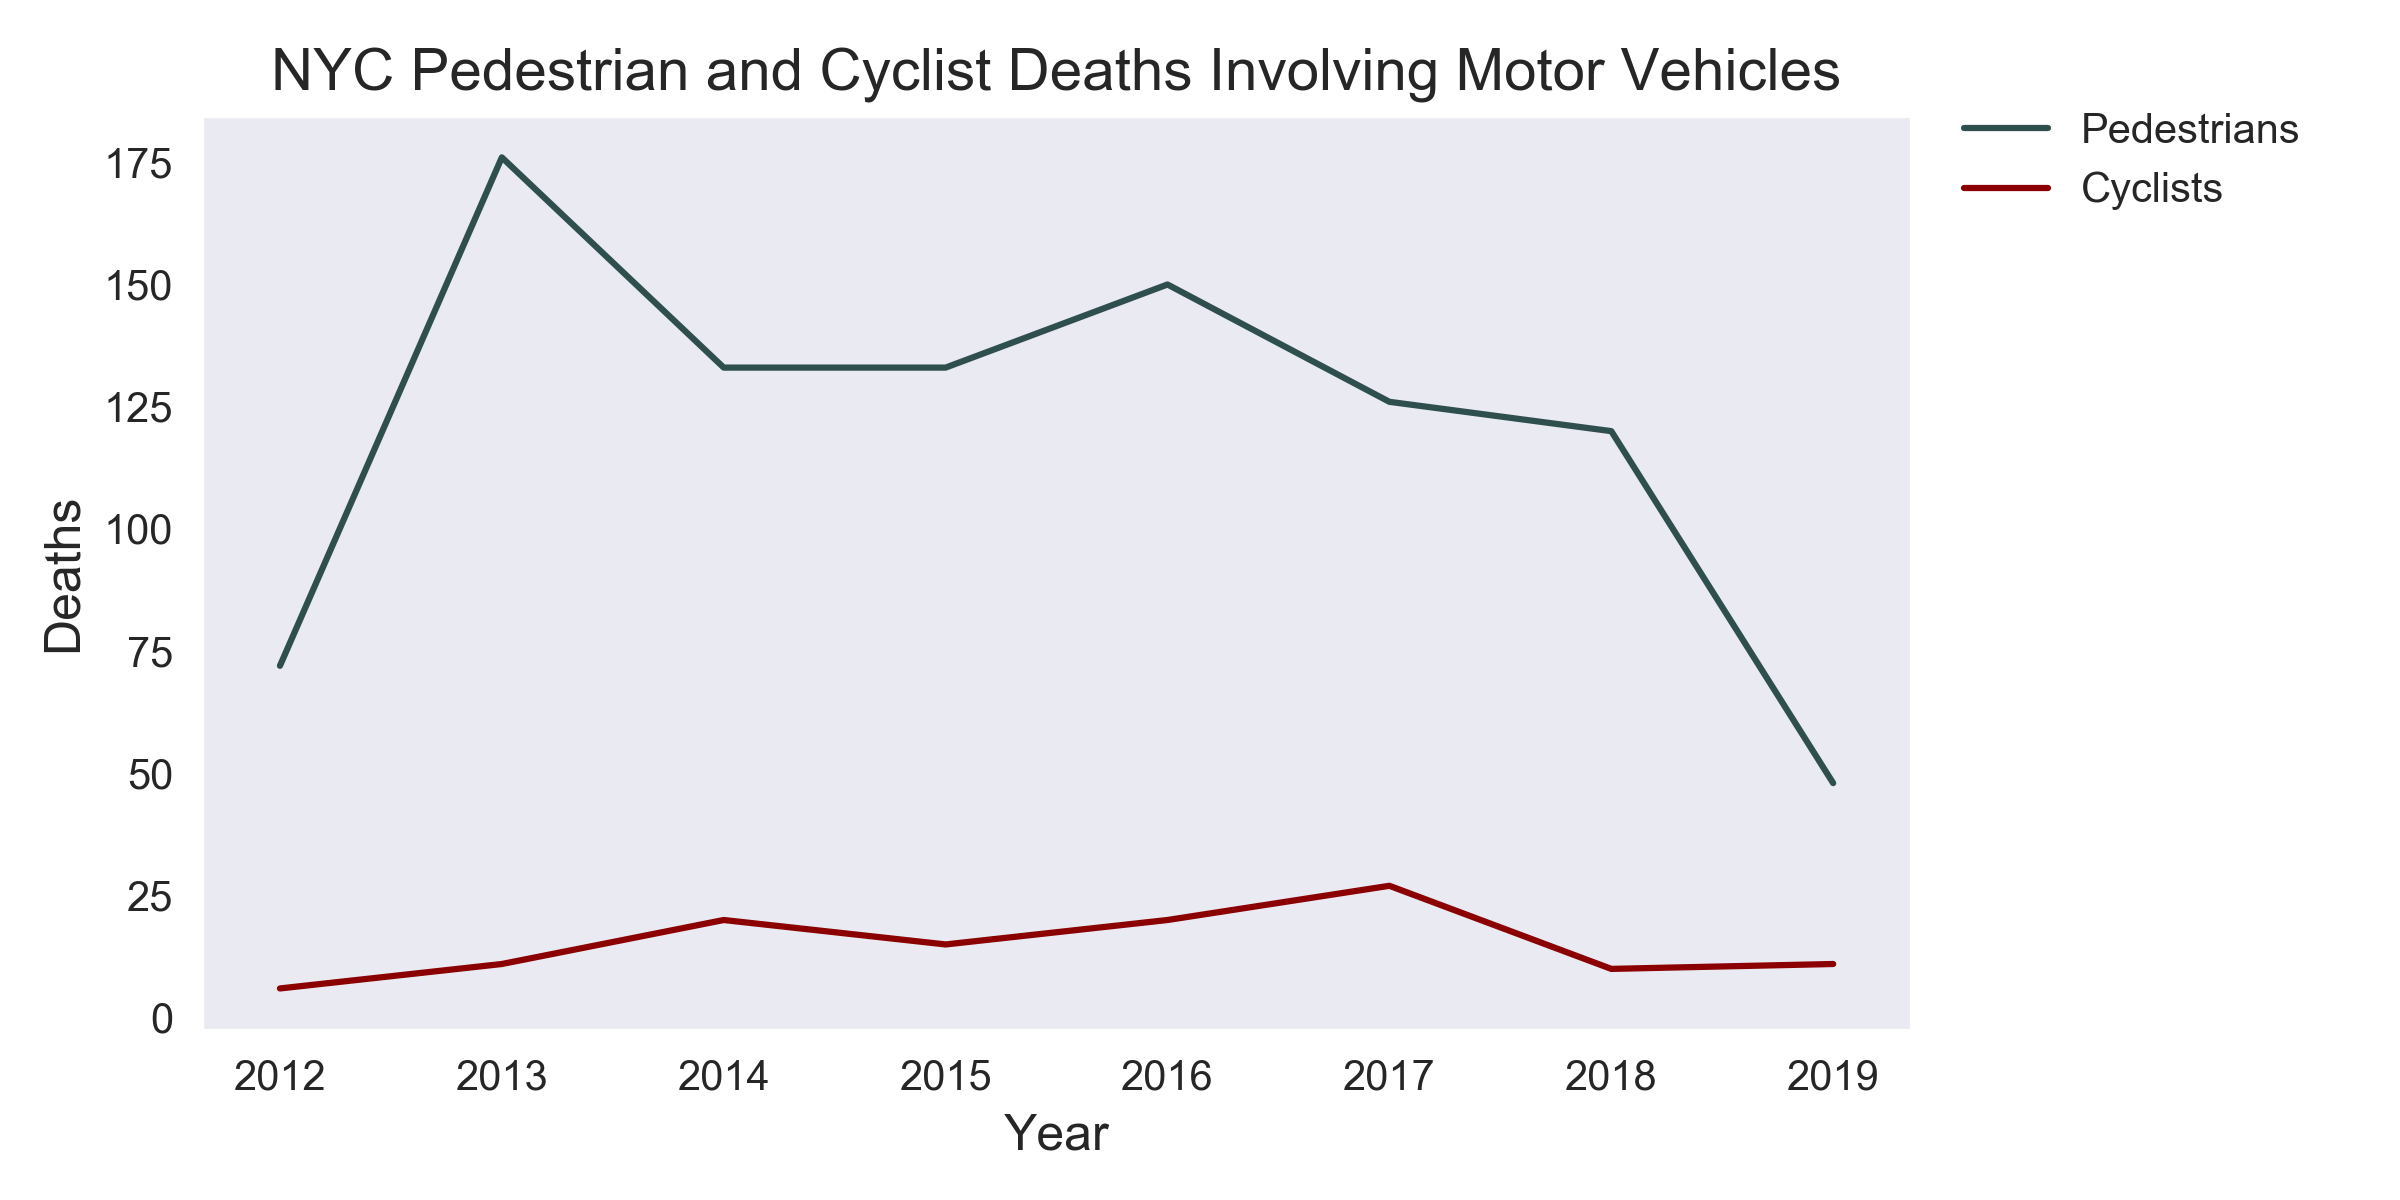 NYC Pedestrian and Cyclist Deaths Involving Motor Vehicles
Pedestrians
Cyclists
175
150
125
100
75
50
25
0
Deaths
2012 2013 2014 2015 2016 2017 2018 2019
Year